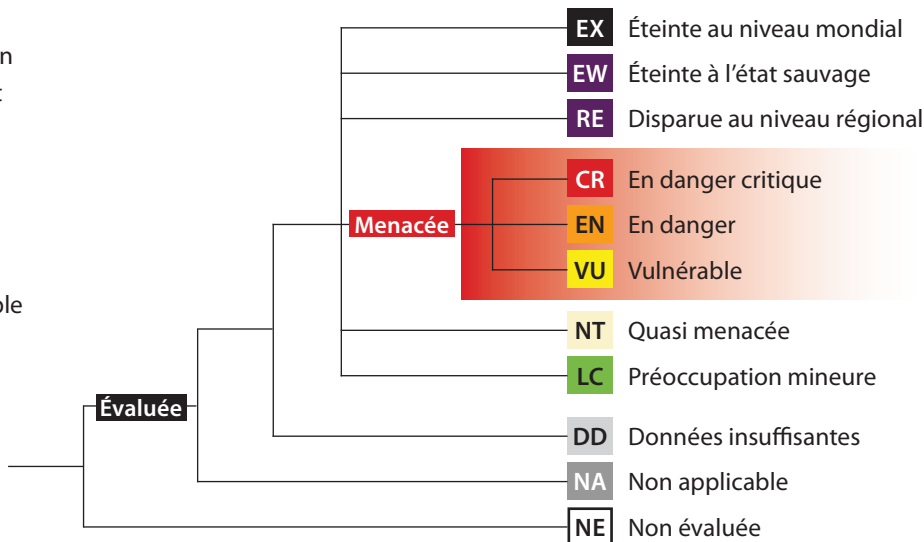 EX Éteinte au niveau mondial
EW Éteinte à l'état sauvage
RE Disparue au niveau régional
CR En danger critique
Menacée
EN En danger
VU Vulnérable
NT Quasi menacée
LC Préoccupation mineure
Évaluée
DD Données insuffisantes
NA Non applicable
NE Non évaluée